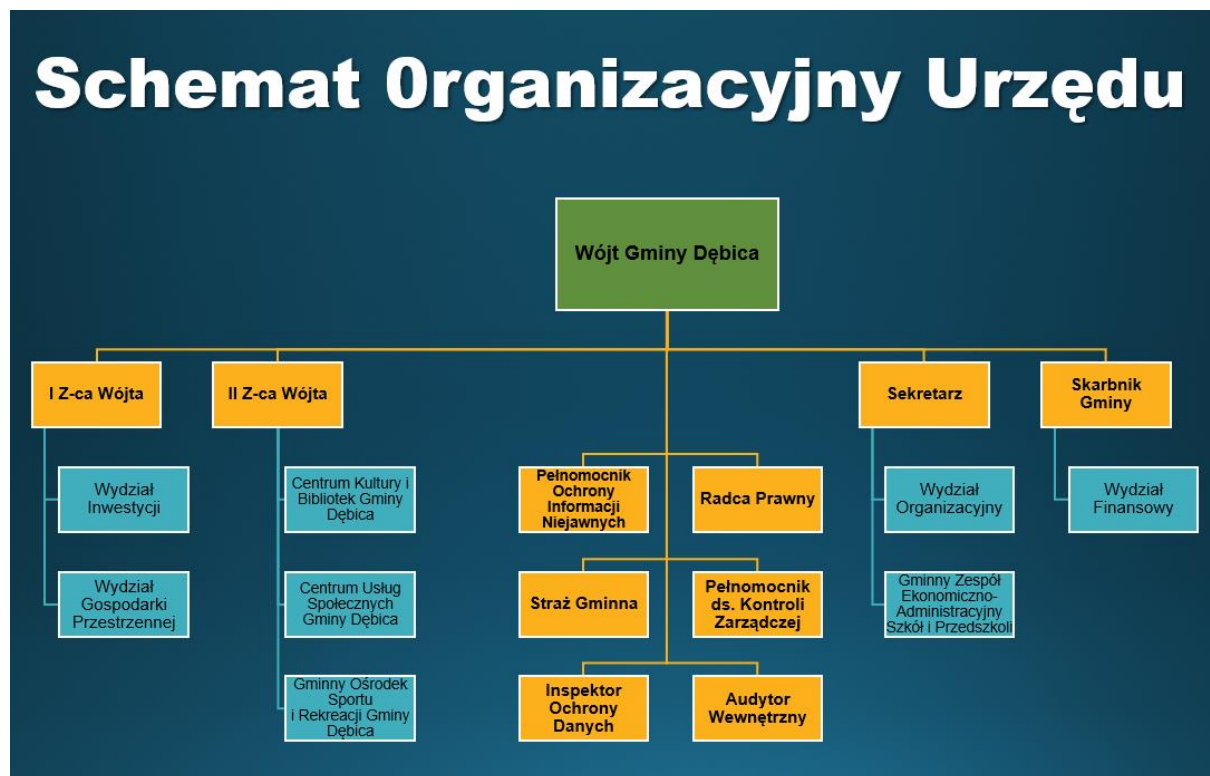 Schemat 0rganizacyjny Urzędu
Wójt Gminy Dębica
I Z-ca Wójta
II Z-ca Wójta
Sekretarz
Skarbnik
Gminy
Wydział
Inwestycji
Centrum Kultury i
Bibliotek Gminy
Dębica
Pełnomocnik
Ochrony
Informacji
Niejawnych
Radca Prawny
Wydział
Organizacyjny
Wydział
Finansowy
Wydział
Gospodarki
Przestrzennej
Centrum Usług
Społecznych
Gminy Dębica
Straż Gminna
Pełnomocnik
ds. Kontroli
Zarządczej
Gminny Zespół
Ekonomiczno-
Administracyjny
Szkół i Przedszkoli
Gminny Ośrodek
Sportu
i Rekreacji Gminy
Dębica
Inspektor
Ochrony
Danych
Audytor
Wewnętrzny